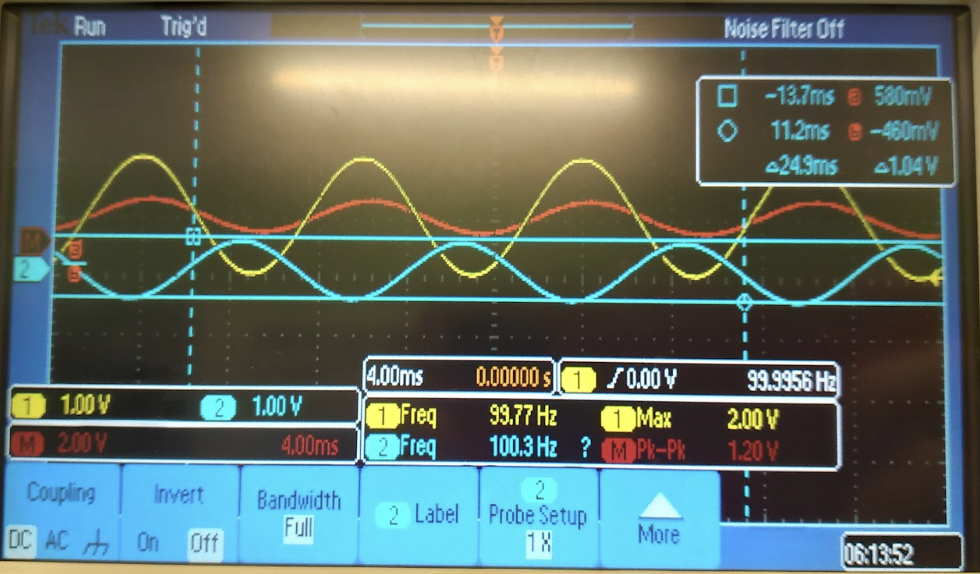 Tek Run Trig'd Noise Filter Off
-13.7ms a 580mV
11.2ms b -460mV
△24.9ms △1.04 V
M
a
2
b
4.00ms 0.00000 s
1 0.00 V 99.9956 Hz
1 1.00 V 2 1.00 V
M 2.00 V 4.00ms
1 Freq 99.77 Hz 1 Max 2.00 V
2 Freq 100.3 Hz ? M Pk-Pk 1.20 V
Coupling
DC AC
Invert
On Off
Bandwidth
Full
2 Label
2
Probe Setup
1 X
More
06:13:52